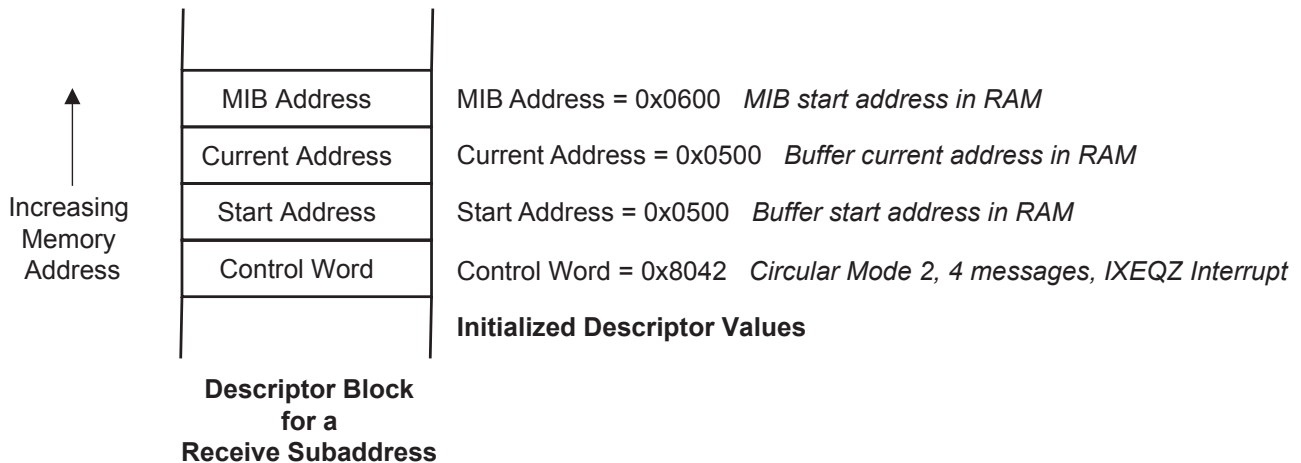 MIB Address
Current Address
Start Address
Control Word
Increasing
Memory
Address
MIB Address = 0x0600 MIB start address in RAM
Current Address = 0x0500 Buffer current address in RAM
Start Address = 0x0500 Buffer start address in RAM
Control Word = 0x8042 Circular Mode 2, 4 messages, IXEQZ Interrupt
Initialized Descriptor Values
Descriptor Block
for a
Receive Subaddress